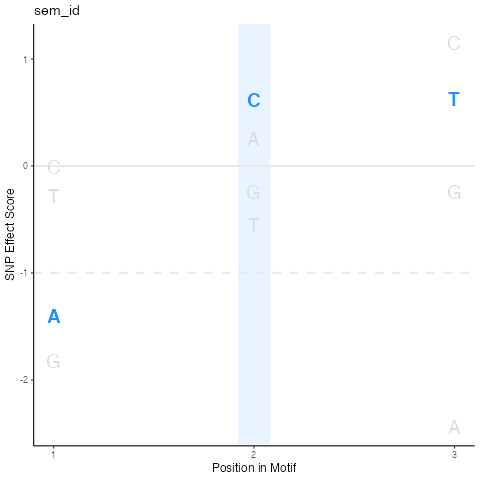 sem_id
C
1
C
T
A
0
C
G
G
T
T
SNP Effect Score
-1
A
G
-2
A
1
2
3
Position in Motif